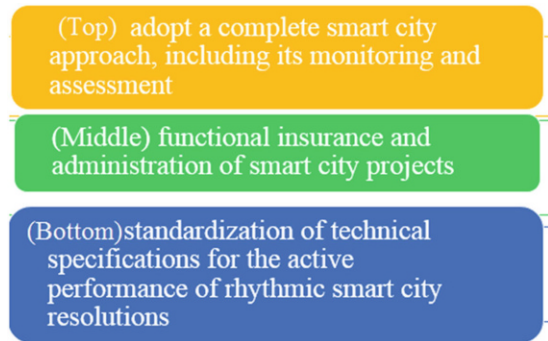 (Top) adopt a complete smart city
approach, including its monitoring and
assessment
(Middle) functional insurance and
administration of smart city projects
(Bottom)standardization of technical
specifications for the active
performance of rhythmic smart city
resolutions